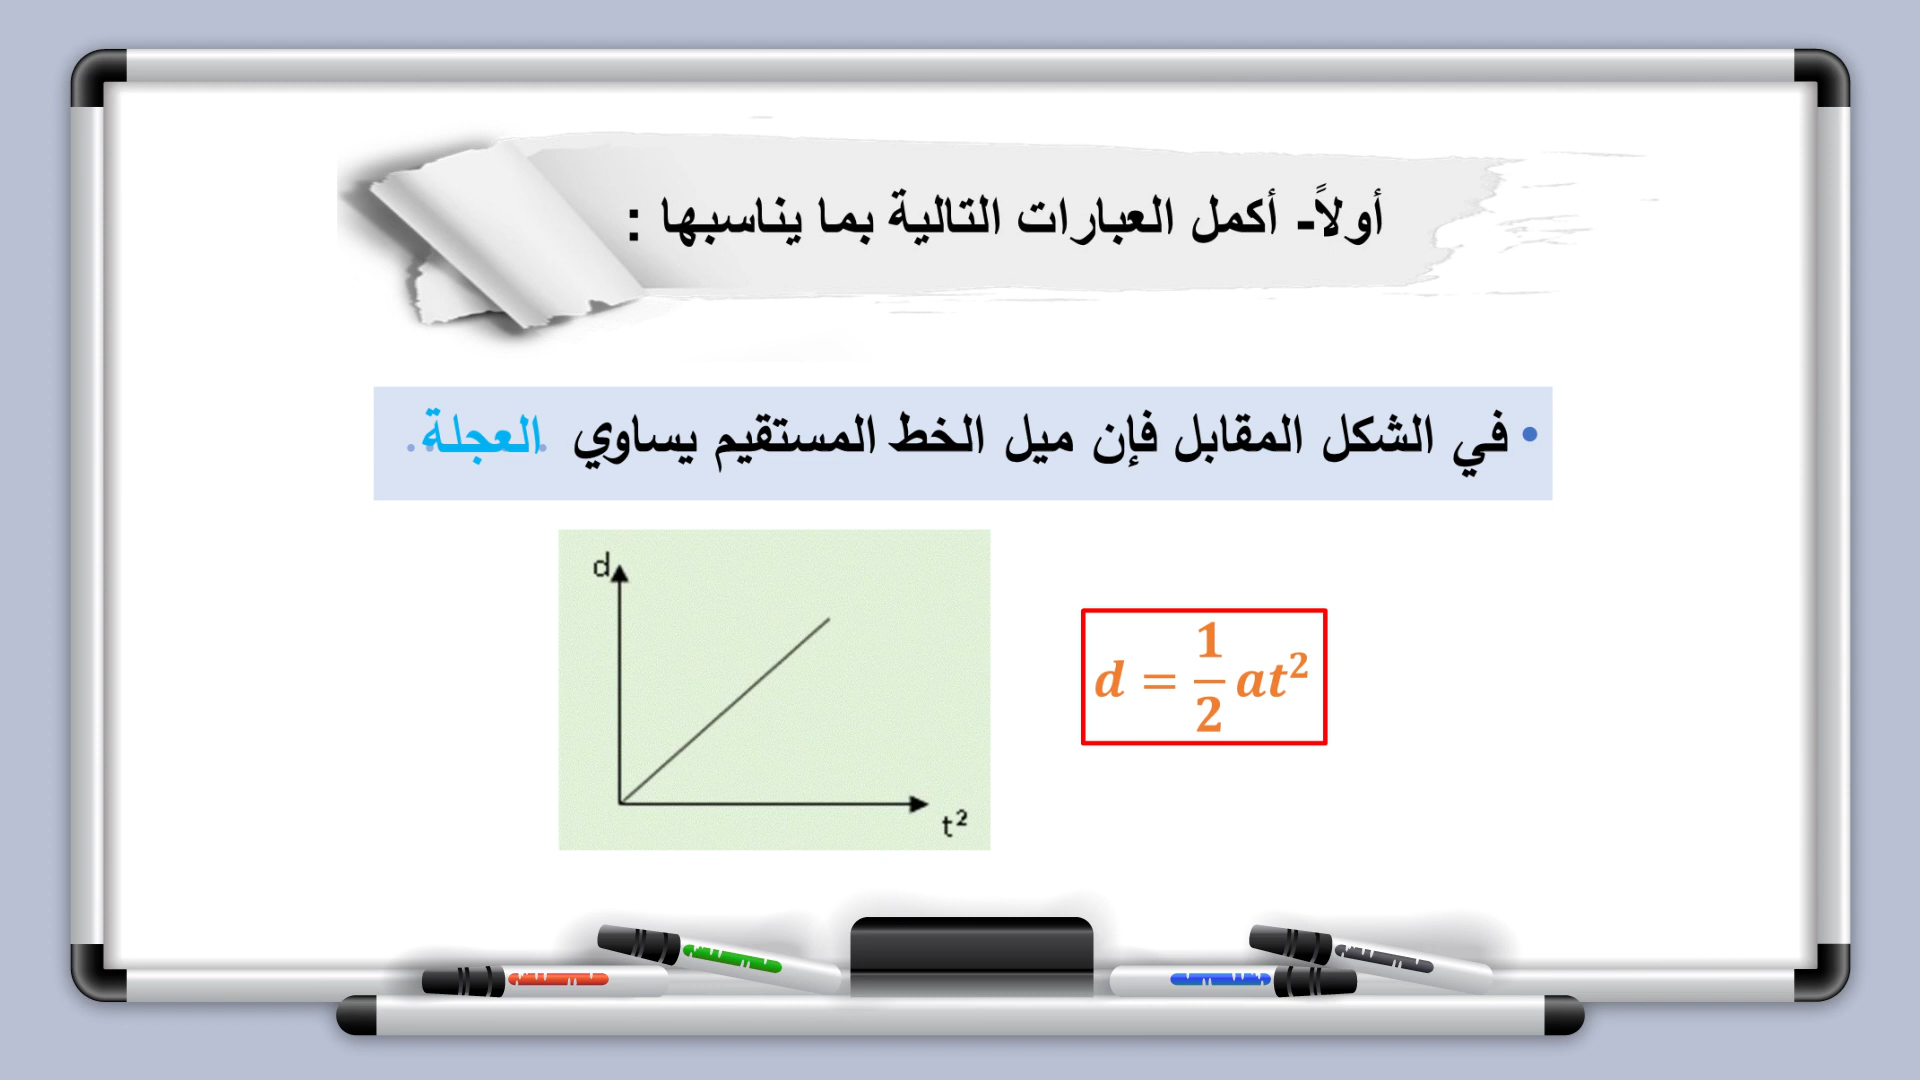 أولاً- أكمل العبارات التالية بما يناسبها :
• في الشكل المقابل فإن ميل الخط المستقيم يساوي العجلة
d
t²
d = 1/2 at²